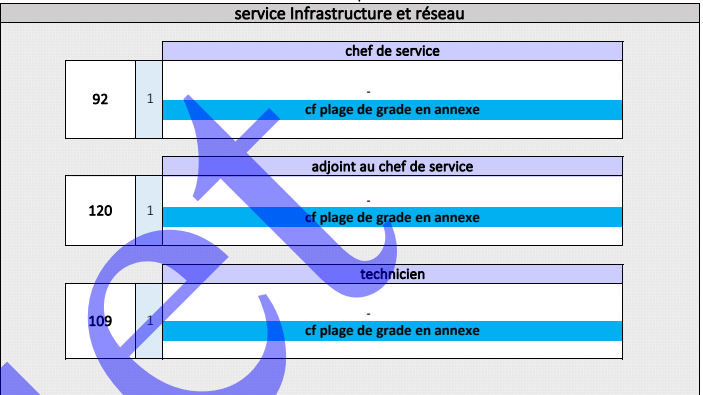 service Infrastructure et réseau
chef de service
92 1 -
cf plage de grade en annexe
adjoint au chef de service
120 1 -
cf plage de grade en annexe
technicien
109 1 -
cf plage de grade en annexe
et